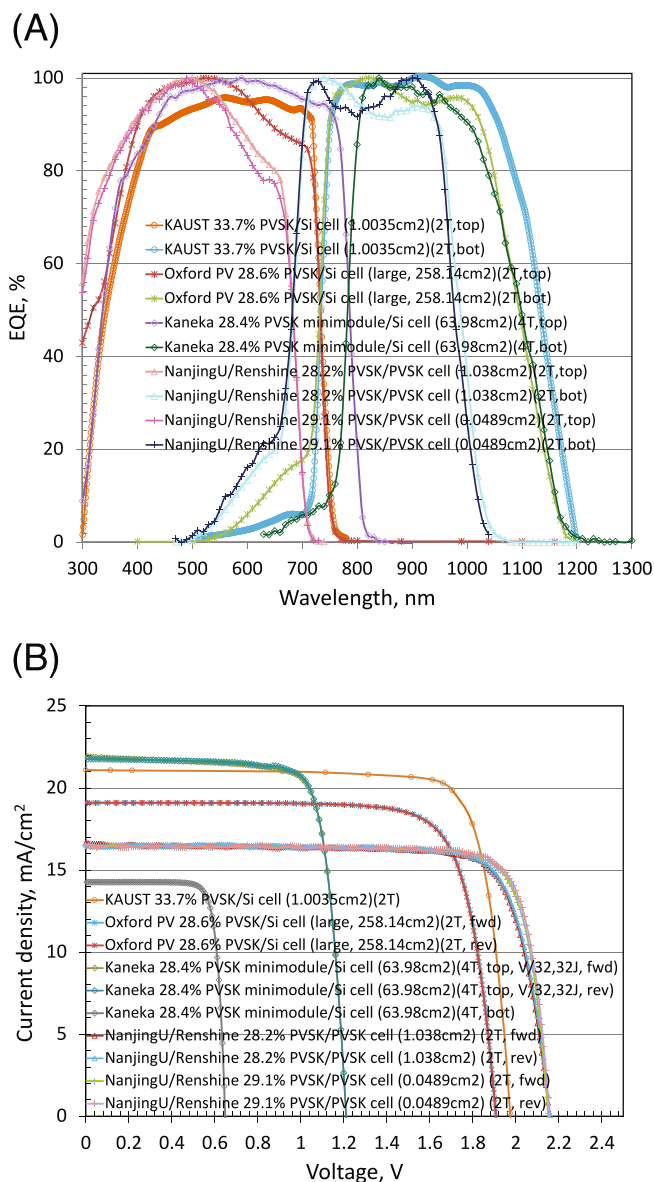 (A)
100
80
60
40
20
0
EQE, %
KAUST 33.7% PVSK/Si cell (1.0035cm2)(2T,top)
KAUST 33.7% PVSK/Si cell (1.0035cm2)(2T,bot)
Oxford PV 28.6% PVSK/Si cell (large, 258.14cm2)(2T,top)
Oxford PV 28.6% PVSK/Si cell (large, 258.14cm2)(2T,bot)
Kaneka 28.4% PVSK minimodule/Si cell (63.98cm2)(4T,top)
Kaneka 28.4% PVSK minimodule/Si cell (63.98cm2)(4T,bot)
NanjingU/Renshine 28.2% PVSK/PVSK cell (1.038cm2)(2T,top)
NanjingU/Renshine 28.2% PVSK/PVSK cell (1.038cm2)(2T,bot)
NanjingU/Renshine 29.1% PVSK/PVSK cell (0.0489cm2)(2T,top)
NanjingU/Renshine 29.1% PVSK/PVSK cell (0.0489cm2)(2T,bot)
300 400 500 600 700 800 900 1000 1100 1200 1300
Wavelength, nm
(B)
25
20
15
10
5
0
Current density, mA/cm2
KAUST 33.7% PVSK/Si cell (1.0035cm2)(2T)
Oxford PV 28.6% PVSK/Si cell (large, 258.14cm2)(2T, fwd)
Oxford PV 28.6% PVSK/Si cell (large, 258.14cm2)(2T, rev)
Kaneka 28.4% PVSK minimodule/Si cell (63.98cm2)(4T, top, V/32,32J, fwd)
Kaneka 28.4% PVSK minimodule/Si cell (63.98cm2)(4T, top, V/32,32J, rev)
Kaneka 28.4% PVSK minimodule/Si cell (63.98cm2)(4T, bot)
NanjingU/Renshine 28.2% PVSK/PVSK cell (1.038cm2) (2T, fwd)
NanjingU/Renshine 28.2% PVSK/PVSK cell (1.038cm2) (2T, rev)
NanjingU/Renshine 29.1% PVSK/PVSK cell (0.0489cm2) (2T, fwd)
NanjingU/Renshine 29.1% PVSK/PVSK cell (0.0489cm2) (2T, rev)
0 0.2 0.4 0.6 0.8 1 1.2 1.4 1.6 1.8 2 2.2 2.4
Voltage, V